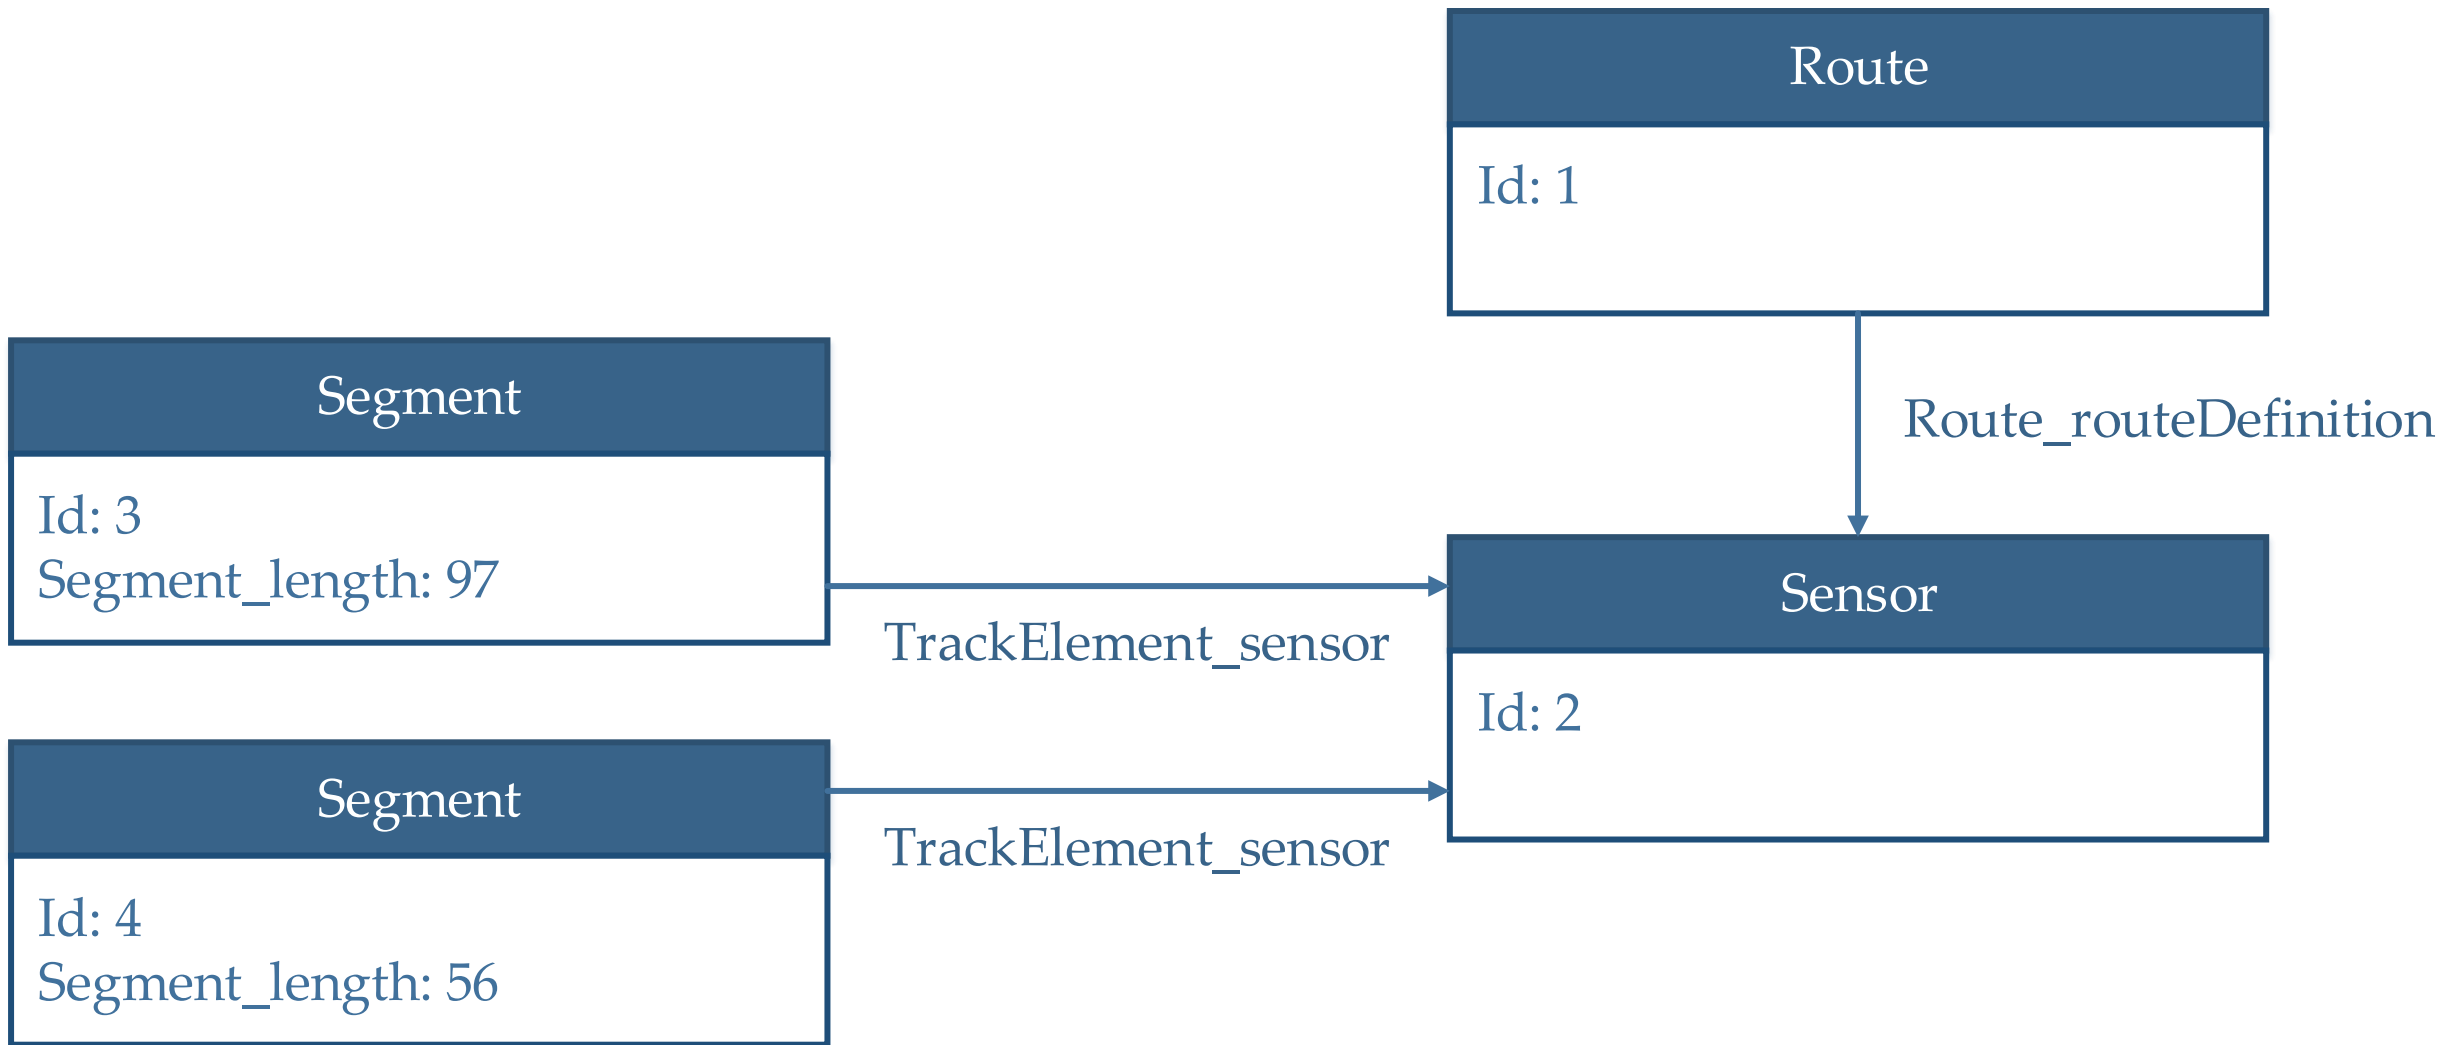 Route
Id: 1
Route_routeDefinition
Segment
Id: 3
Segment_length: 97
TrackElement_sensor
Sensor
Id: 2
Segment
Id: 4
Segment_length: 56
TrackElement_sensor